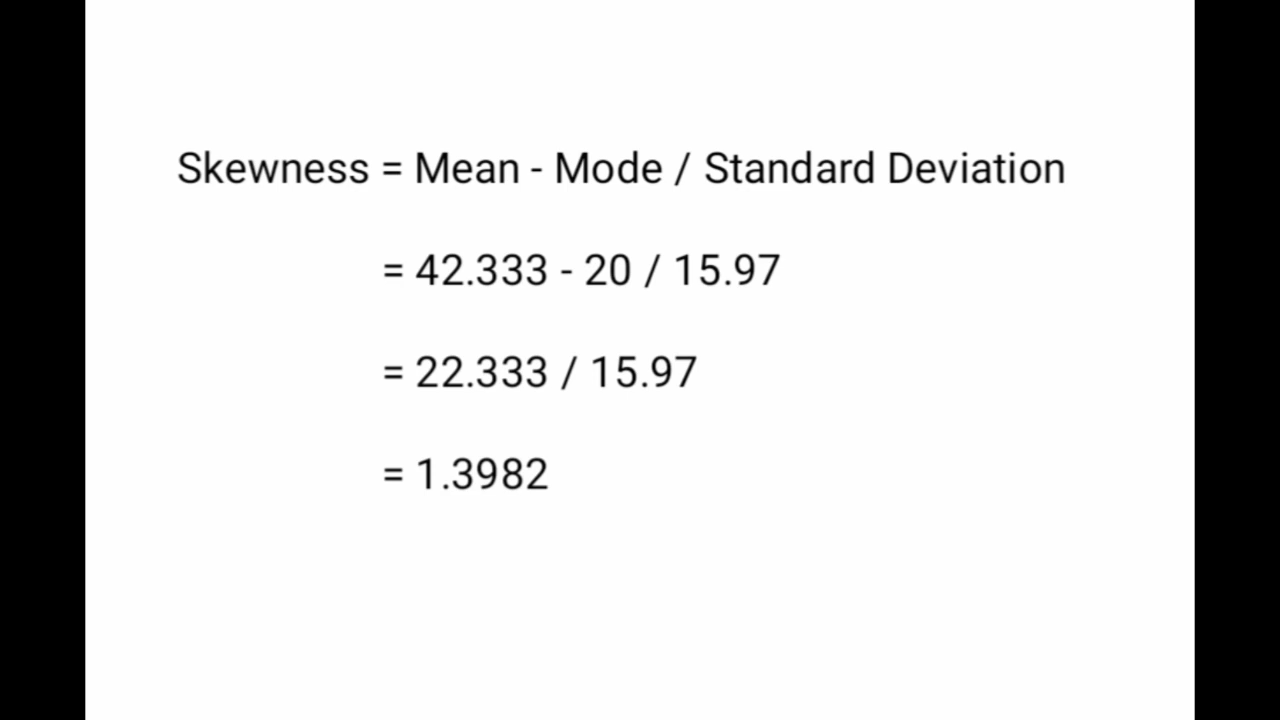 Skewness = Mean - Mode / Standard Deviation
= 42.333 - 20 / 15.97
= 22.333 / 15.97
= 1.3982